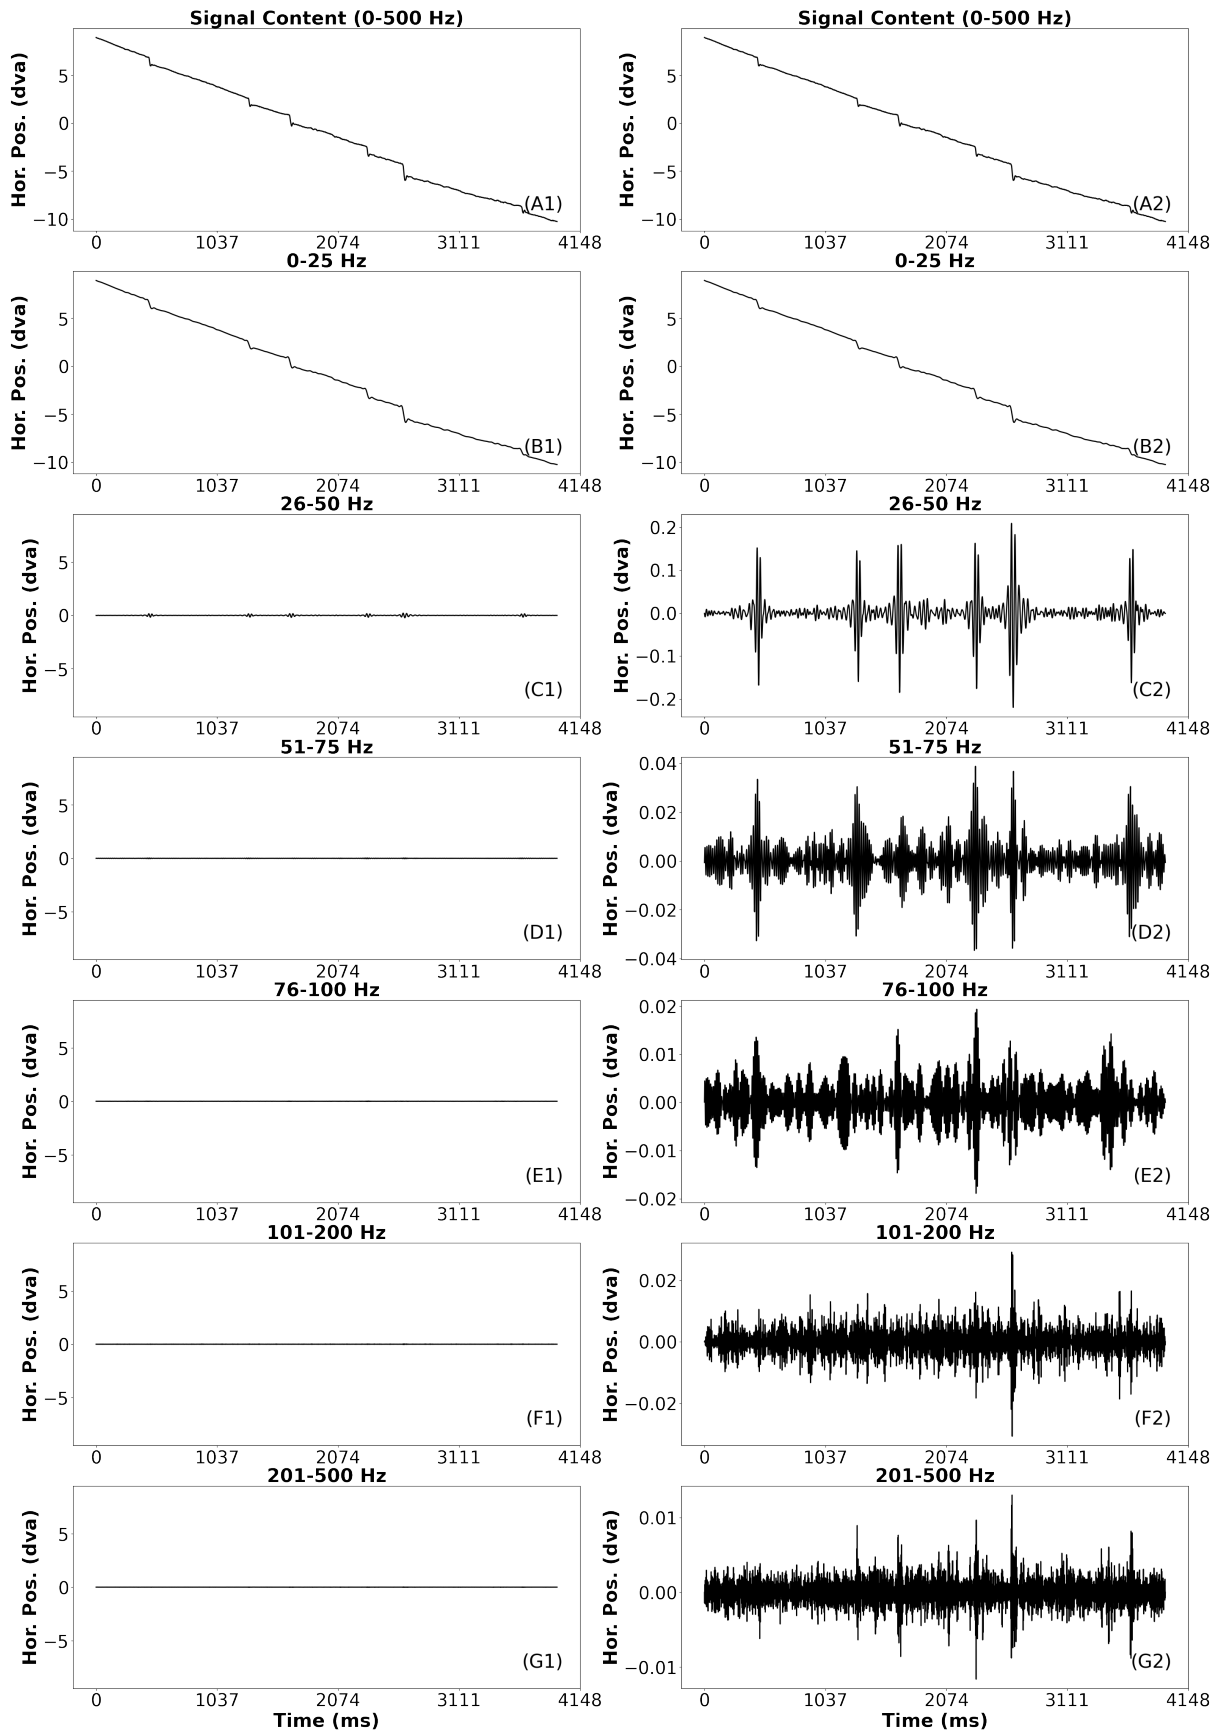 Signal Content (0-500 Hz)
Signal Content (0-500 Hz)
Hor. Pos. (dva)
5
0
−5
−10
(A1)
0 1037 2074 3111 4148
Hor. Pos. (dva)
5
0
−5
−10
(A2)
0 1037 2074 3111 4148
0-25 Hz
0-25 Hz
Hor. Pos. (dva)
5
0
−5
−10
(B1)
0 1037 2074 3111 4148
Hor. Pos. (dva)
5
0
−5
−10
(B2)
0 1037 2074 3111 4148
26-50 Hz
26-50 Hz
Hor. Pos. (dva)
5
0
−5
(C1)
0 1037 2074 3111 4148
Hor. Pos. (dva)
0.2
0.1
0.0
−0.1
−0.2
(C2)
0 1037 2074 3111 4148
51-75 Hz
51-75 Hz
Hor. Pos. (dva)
5
0
−5
(D1)
0 1037 2074 3111 4148
Hor. Pos. (dva)
0.04
0.02
0.00
−0.02
−0.04
(D2)
0 1037 2074 3111 4148
76-100 Hz
76-100 Hz
Hor. Pos. (dva)
5
0
−5
(E1)
0 1037 2074 3111 4148
Hor. Pos. (dva)
0.02
0.01
0.00
−0.01
−0.02
(E2)
0 1037 2074 3111 4148
101-200 Hz
101-200 Hz
Hor. Pos. (dva)
5
0
−5
(F1)
0 1037 2074 3111 4148
Hor. Pos. (dva)
0.02
0.00
−0.02
(F2)
0 1037 2074 3111 4148
201-500 Hz
201-500 Hz
Hor. Pos. (dva)
5
0
−5
(G1)
0 1037 2074 3111 4148
Time (ms)
Hor. Pos. (dva)
0.01
0.00
−0.01
(G2)
0 1037 2074 3111 4148
Time (ms)